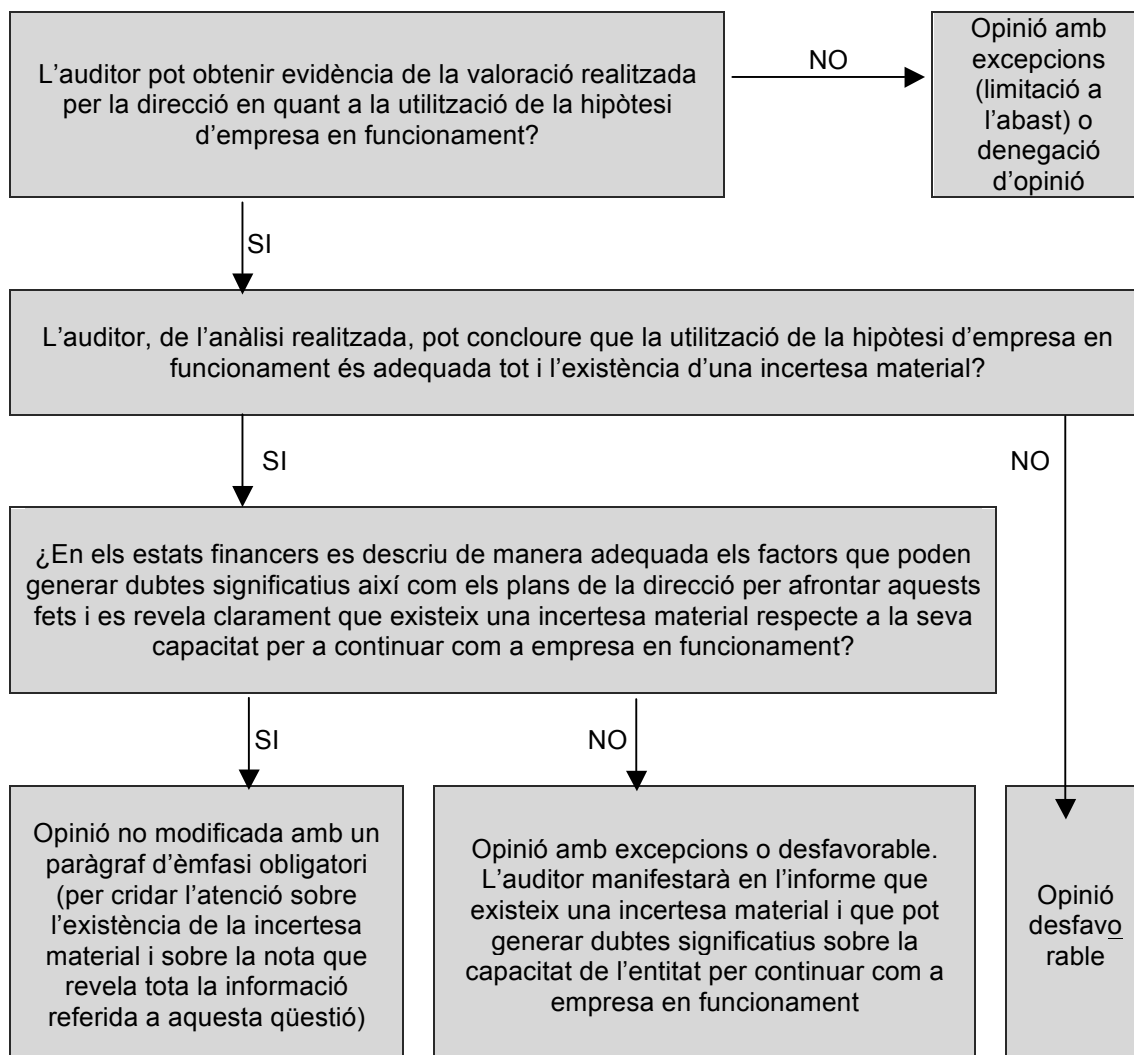 L’auditor pot obtenir evidència de la valoració realitzada
per la direcció en quant a la utilització de la hipòtesi
d’empresa en funcionament?
NO
Opinió amb
excepcions
(limitació a
l’abast) o
denegació
d’opinió
SI
L’auditor, de l’anàlisi realitzada, pot concloure que la utilització de la hipòtesi d’empresa en
funcionament és adequada tot i l’existència d’una incertesa material?
SI
NO
¿En els estats financers es descriu de manera adequada els factors que poden
generar dubtes significatius així com els plans de la direcció per afrontar aquests
fets i es revela clarament que existeix una incertesa material respecte a la seva
capacitat per a continuar com a empresa en funcionament?
SI
NO
Opinió no modificada amb un
paràgraf d’èmfasi obligatori
(per cridar l’atenció sobre
l’existència de la incertesa
material i sobre la nota que
revela tota la informació
referida a aquesta qüestió)
Opinió amb excepcions o desfavorable.
L’auditor manifestarà en l’informe que
existeix una incertesa material i que pot
generar dubtes significatius sobre la
capacitat de l’entitat per continuar com a
empresa en funcionament
Opinió
desfavo
rable